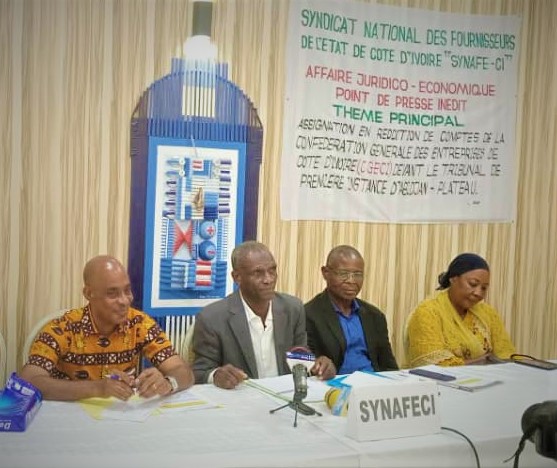 SYNDICAT NATIONAL DES FOURNISSEURS
DE L'ETAT DE COTE D'IVOIRE "SYNAFE-CI"
AFFAIRE JURIDICO - ECONOMIQUE
POINT DE PRESSE INEDIT
THEME PRINCIPAL
ASSIGNATION EN REDDITION DE COMPTES DE LA
CONFEDERATION GENERALE DES ENTREPRISES DE
COTE D'IVOIRE (CGECI) DEVANT LE TRIBUNAL DE
PREMIERE INSTANCE D'ABIDJAN - PLATEAU.
SYNAFECI